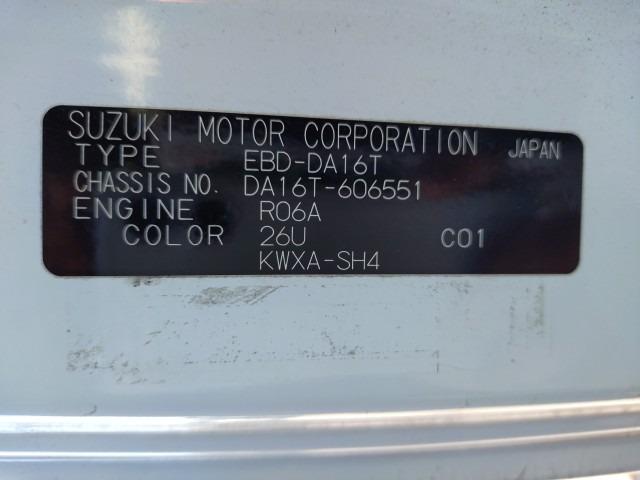 SUZUKI MOTOR CORPORATION JAPAN
TYPE EBD-DA16T
CHASSIS NO. DA16T-606551
ENGINE R06A
COLOR 26U C01
KWXA-SH4